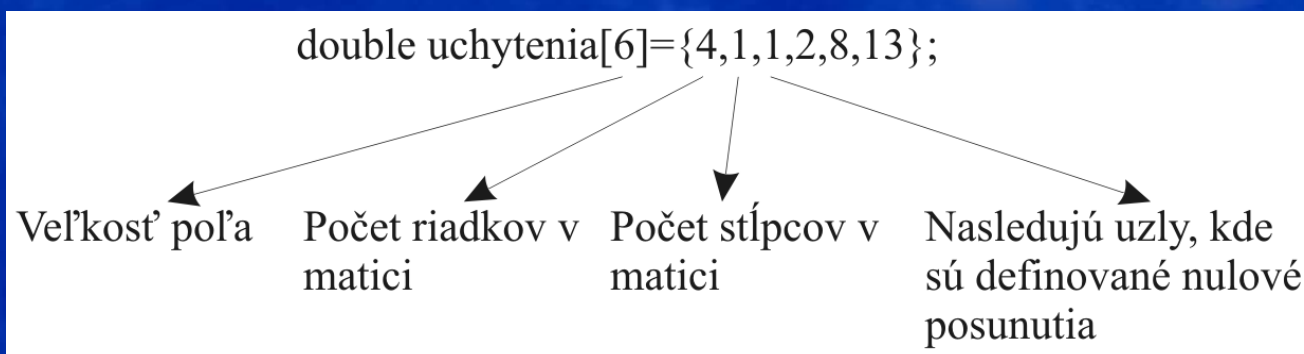 double uchytenia[6]={4,1,1,2,8,13};
Veľkosť poľa
Počet riadkov v
matici
Počet stĺpcov v
matici
Nasledujú uzly, kde
sú definované nulové
posunutia